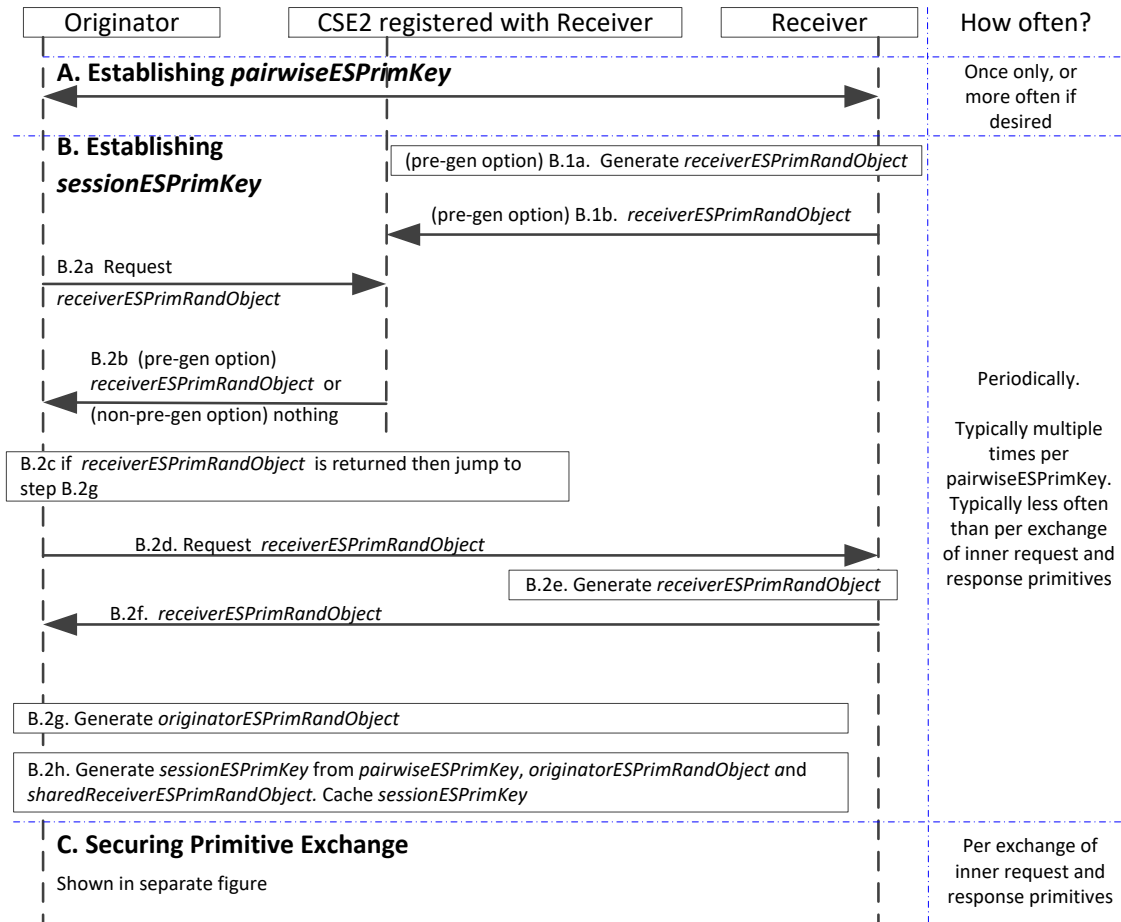 Originator
CSE2 registered with Receiver
Receiver
How often?
A. Establishing pairwiseESPrimKey
Once only, or
more often if
desired
B. Establishing
sessionESPrimKey
(pre-gen option) B.1a. Generate receiverESPrimRandObject
(pre-gen option) B.1b. receiverESPrimRandObject
B.2a Request
receiverESPrimRandObject
B.2b (pre-gen option)
receiverESPrimRandObject or
(non-pre-gen option) nothing
B.2c if receiverESPrimRandObject is returned then jump to
step B.2g
B.2d. Request receiverESPrimRandObject
B.2e. Generate receiverESPrimRandObject
B.2f. receiverESPrimRandObject
B.2g. Generate originatorESPrimRandObject
B.2h. Generate sessionESPrimKey from pairwiseESPrimKey, originatorESPrimRandObject and
sharedReceiverESPrimRandObject. Cache sessionESPrimKey
Periodically.
Typically multiple
times per
pairwiseESPrimKey.
Typically less often
than per exchange
of inner request and
response primitives
C. Securing Primitive Exchange
Shown in separate figure
Per exchange of
inner request and
response primitives